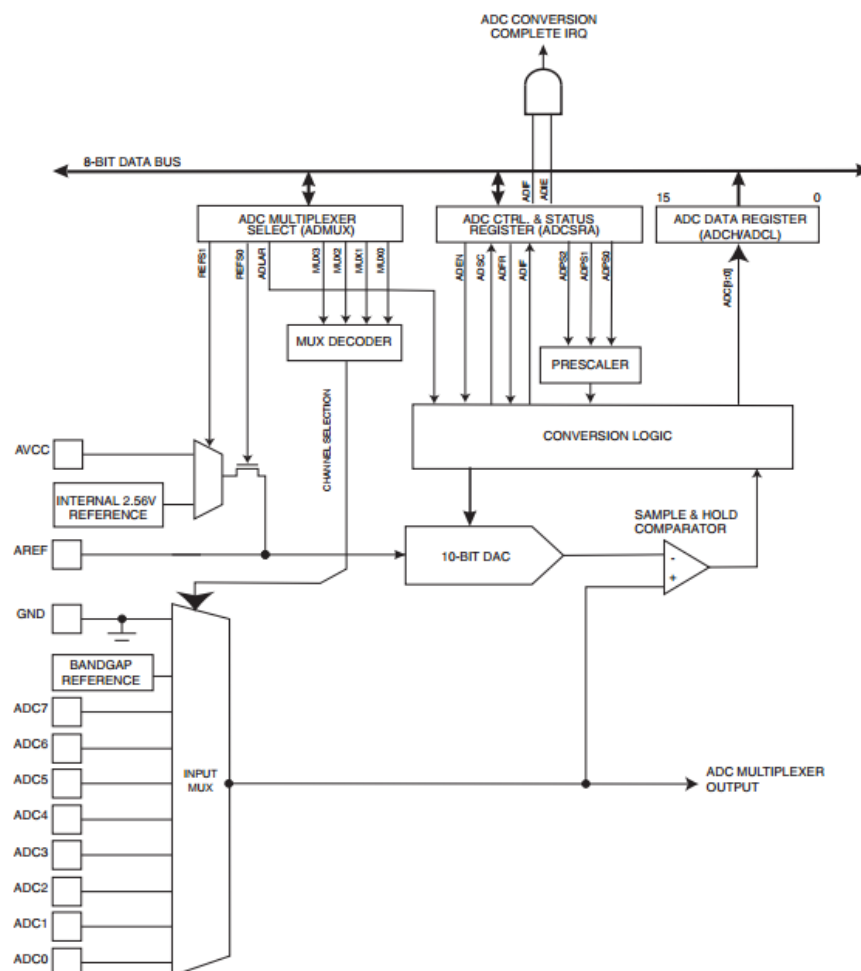 ADC CONVERSION
COMPLETE IRQ
8-BIT DATA BUS
ADIF
ADIE
15
0
ADC MULTIPLEXER
SELECT (ADMUX)
ADC CTRL. & STATUS
REGISTER (ADCSRA)
ADC DATA REGISTER
(ADCH/ADCL)
REFS1
REFS0
ADLAR
MUX3
MUX2
MUX1
MUX0
ADEN
ADSC
ADFR
ADIF
ADPS2
ADPS1
ADPS0
ADC[9:0]
MUX DECODER
PRESCALER
CHANNEL SELECTION
CONVERSION LOGIC
AVCC
INTERNAL 2.56V
REFERENCE
SAMPLE & HOLD
COMPARATOR
AREF
10-BIT DAC
-
+
GND
BANDGAP
REFERENCE
ADC7
ADC6
ADC5
INPUT
MUX
ADC MULTIPLEXER
OUTPUT
ADC4
ADC3
ADC2
ADC1
ADC0